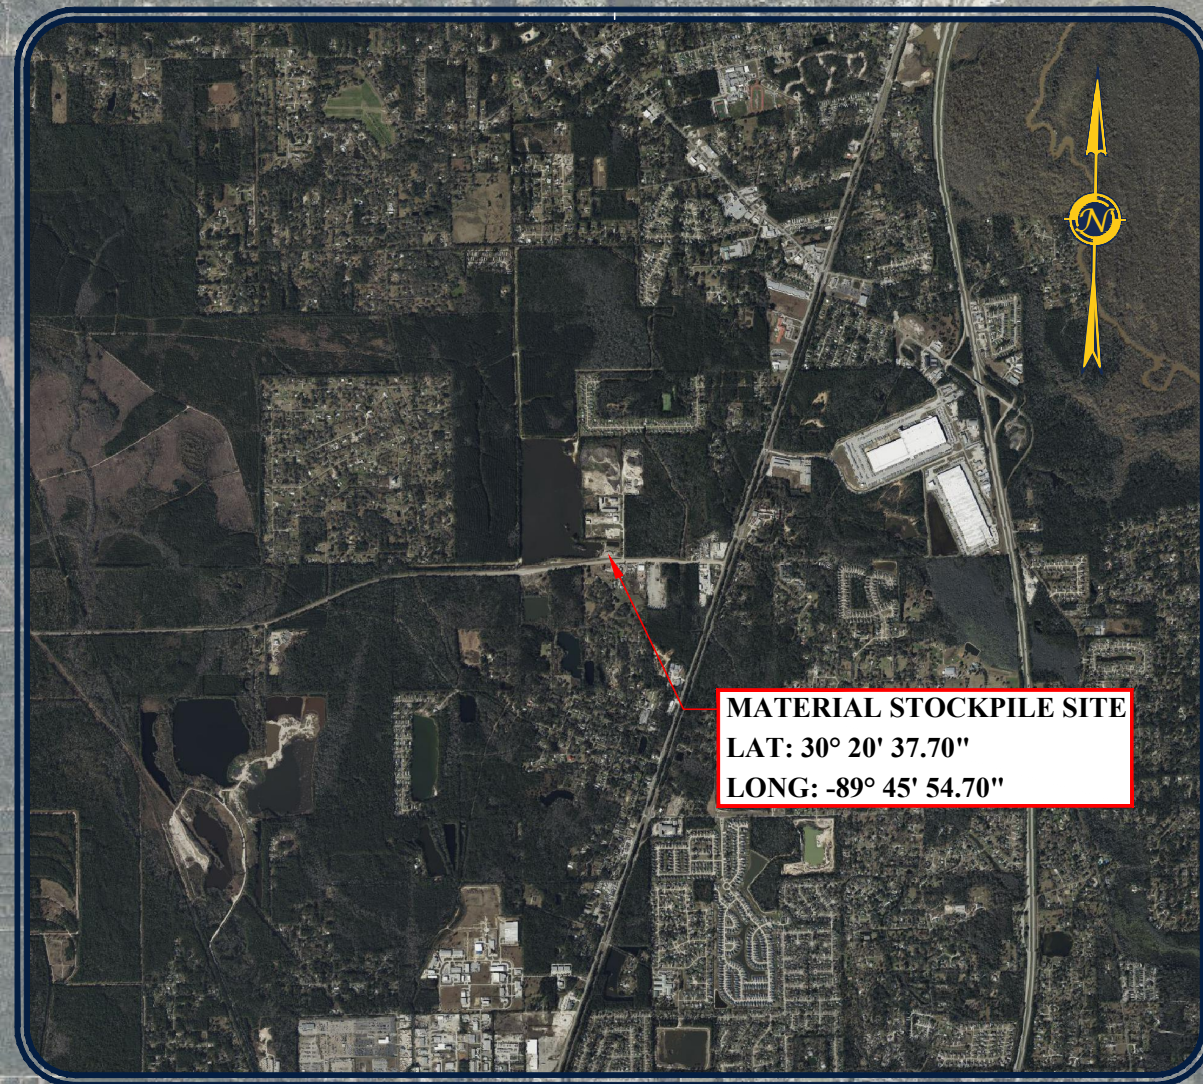 N
MATERIAL STOCKPILE SITE
LAT: 30° 20' 37.70"
LONG: -89° 45' 54.70"